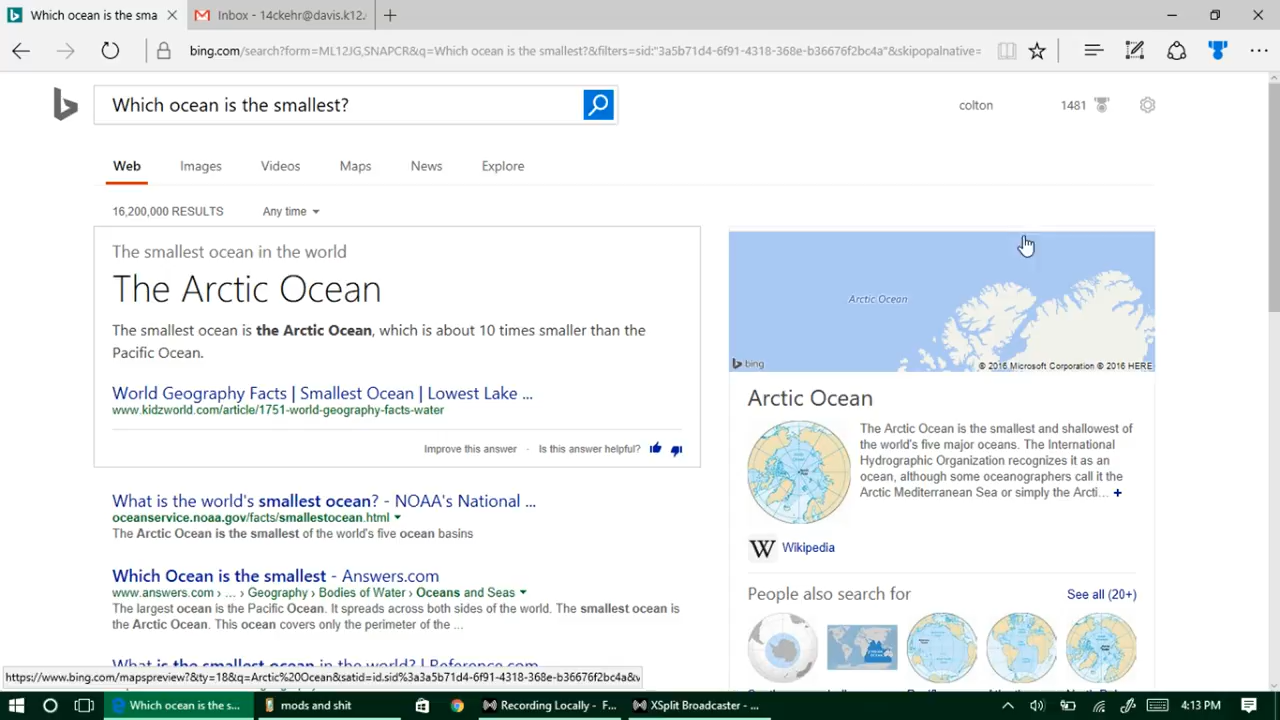 Which ocean is the sma
Inbox - 14ckehr@davis.k12.
bing.com/search?form=ML12JG,SNAPCR&q=Which ocean is the smallest?&filters=sid:"3a5b71d4-6f91-4318-368e-b36676f2bc4a"&skipopalnative=
Which ocean is the smallest?
colton
1481
Web
Images
Videos
Maps
News
Explore
16,200,000 RESULTS
Any time
The smallest ocean in the world
The Arctic Ocean
The smallest ocean is the Arctic Ocean, which is about 10 times smaller than the
Pacific Ocean.
World Geography Facts | Smallest Ocean | Lowest Lake ...
www.kidzworld.com/article/1751-world-geography-facts-water
Improve this answer · Is this answer helpful?
What is the world's smallest ocean? - NOAA's National ...
oceanservice.noaa.gov/facts/smallestocean.html
The Arctic Ocean is the smallest of the world's five ocean basins
Which Ocean is the smallest - Answers.com
www.answers.com › ... › Geography › Bodies of Water › Oceans and Seas
The largest ocean is the Pacific Ocean. It spreads across both sides of the world. The smallest ocean is
the Arctic Ocean. This ocean covers only the perimeter of the ...
What is the smallest ocean in the world? | Reference.com
Arctic Ocean
bing
© 2016 Microsoft Corporation © 2016 HERE
Arctic Ocean
The Arctic Ocean is the smallest and shallowest of
the world's five major oceans. The International
Hydrographic Organization recognizes it as an
ocean, although some oceanographers call it the
Arctic Mediterranean Sea or simply the Arcti... +
W Wikipedia
People also search for
See all (20+)
https://www.bing.com/mapspreview?&ty=18&q=Arctic%20Ocean&satid=id.sid%3a3a5b71d4-6f91-4318-368e-b36676f2bc4a&v
Which ocean is the s...
mods and shit
Recording Locally - F...
XSplit Broadcaster - ...
4:13 PM